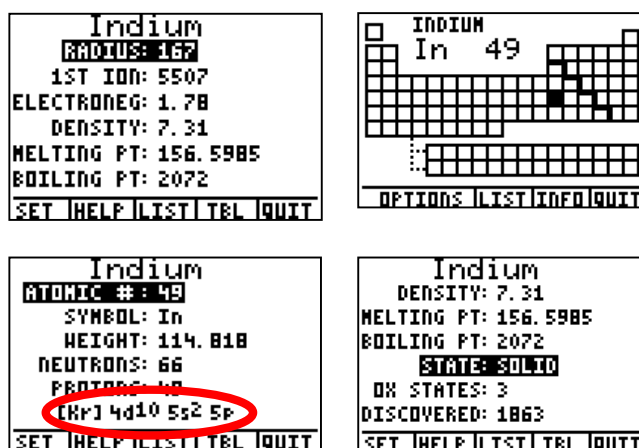 Indium
RADIUS: 167
1ST ION: 5507
ELECTRONEG: 1.78
DENSITY: 7.31
MELTING PT: 156.5985
BOILING PT: 2072
SET HELP LIST TBL QUIT
INDIUM
In 49
OPTIONS LIST INFO QUIT
Indium
ATOMIC #: 49
SYMBOL: In
WEIGHT: 114.818
NEUTRONS: 66
PROTONS: 49
[Kr] 4d10 5s2 5p
SET HELP LIST TBL QUIT
Indium
DENSITY: 7.31
MELTING PT: 156.5985
BOILING PT: 2072
STATE: SOLID
OX STATES: 3
DISCOVERED: 1863
SET HELP LIST TBL QUIT